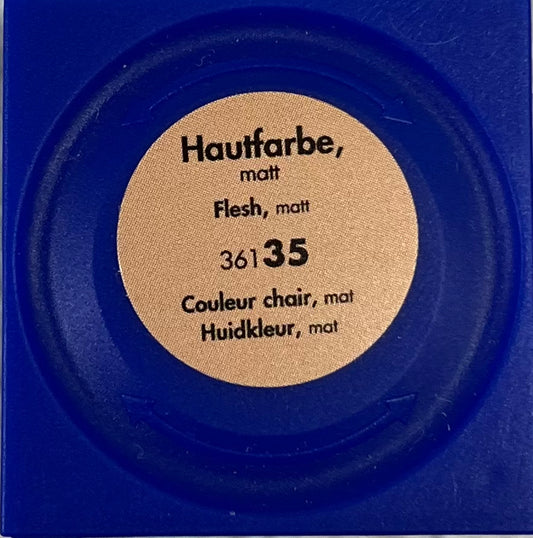 Hautfarbe,
matt
Flesh, matt
36135
Couleur chair, mat
Huidkleur, mat